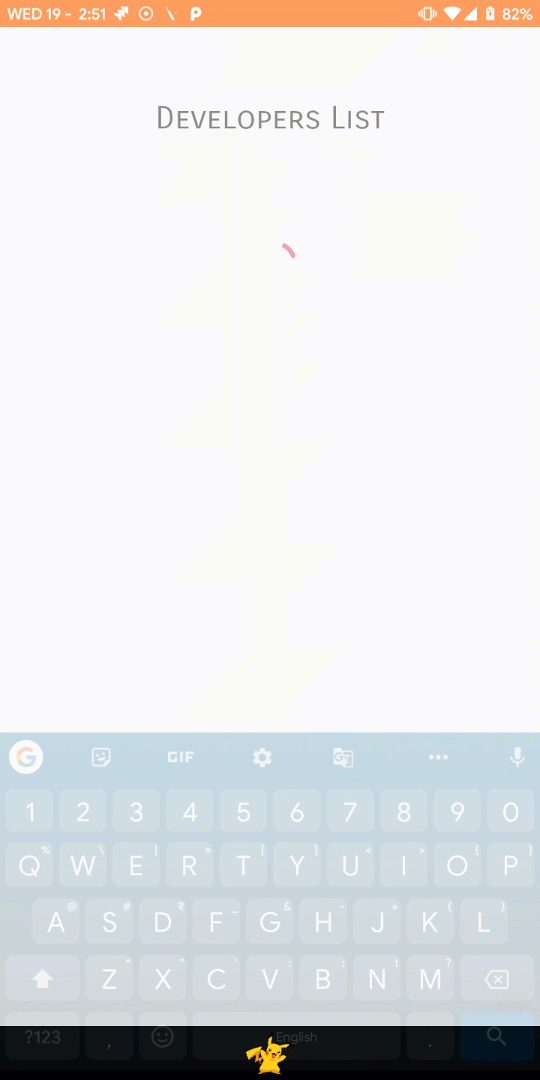 WED 19 - 2:51 82%
Developers List
G GIF G
1 2 3 4 5 6 7 8 9 0
% \ | = [ ] < > { }
Q W E R T Y U I O P
@ # ₹ _ & - + ( )
A S D F G H J K L
* " ' : ; ! ?
Z X C V B N M
?123 , English .